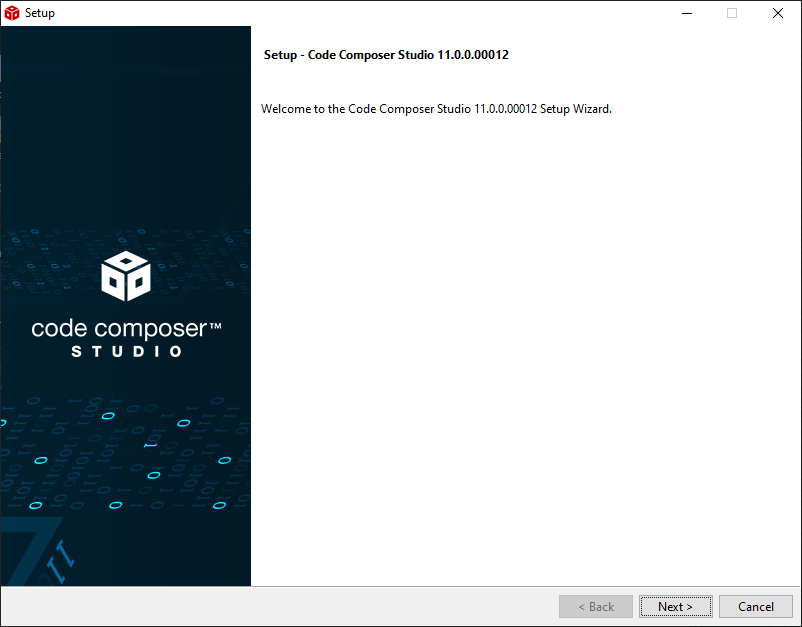 Setup
Setup - Code Composer Studio 11.0.0.00012
Welcome to the Code Composer Studio 11.0.0.00012 Setup Wizard.
code composer™
STUDIO
< Back
Next >
Cancel